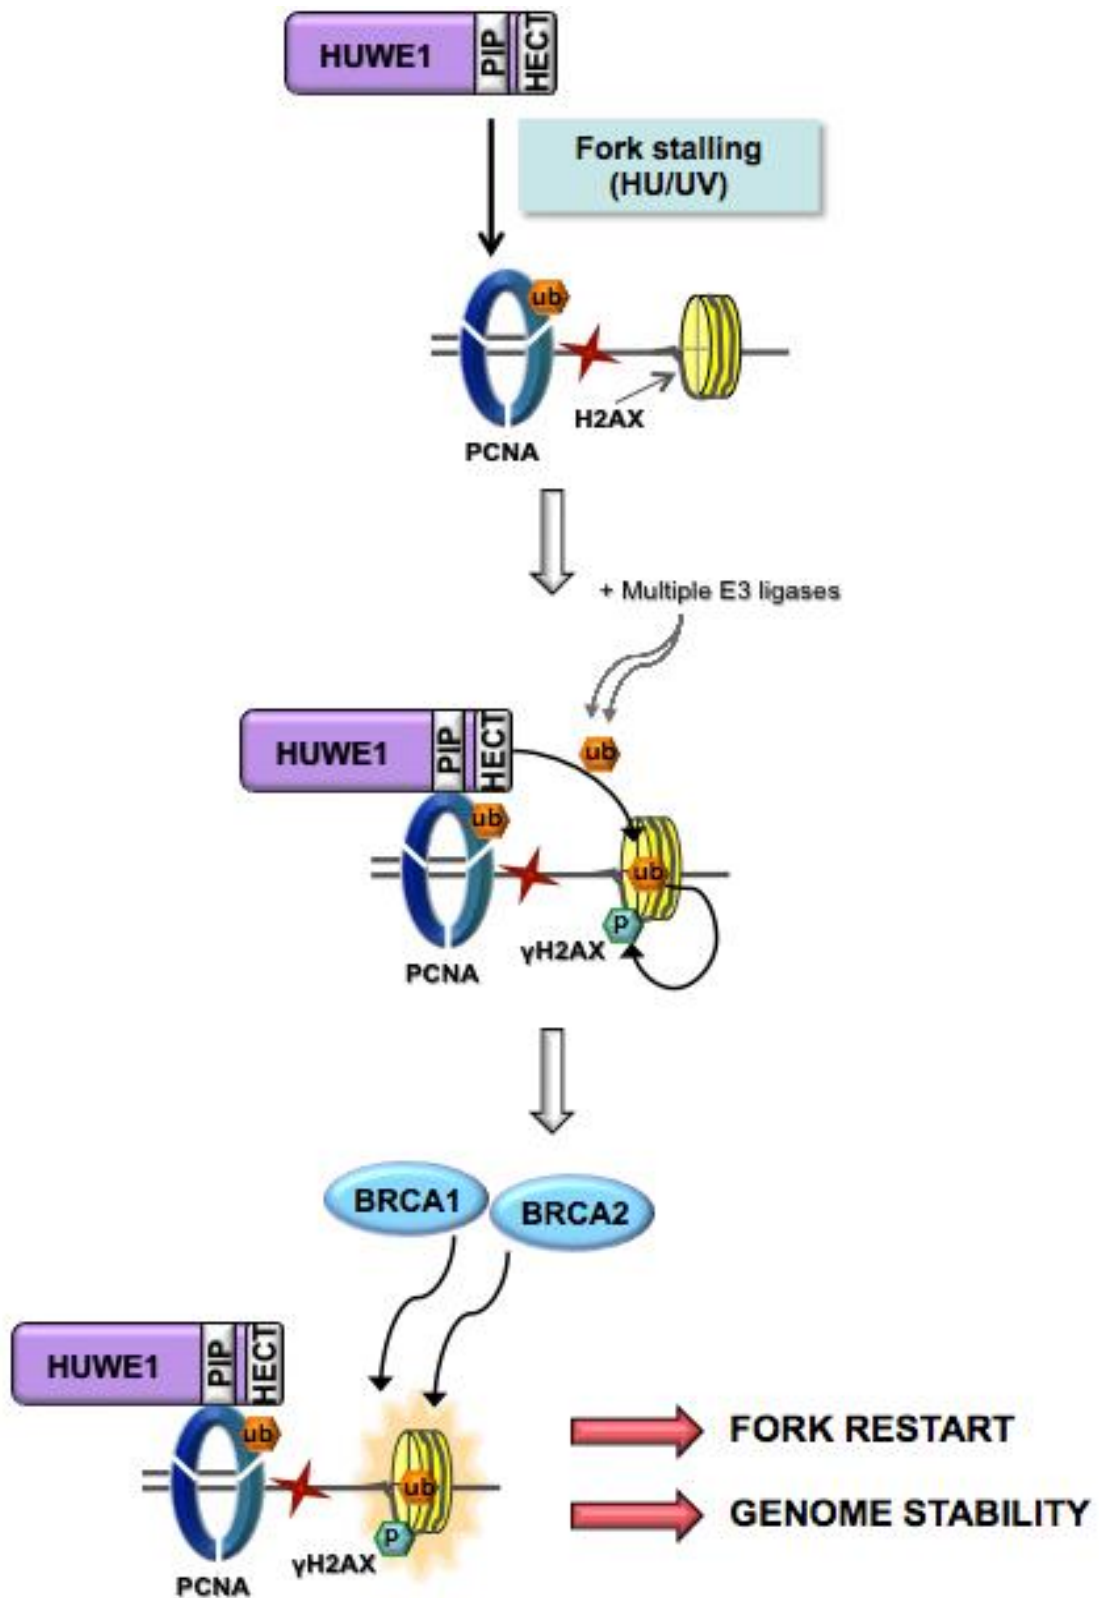 HUWE1
PIP
HECT
Fork stalling
(HU/UV)
ub
H2AX
PCNA
+ Multiple E3 ligases
HUWE1
PIP
HECT
ub
ub
ub
p
γH2AX
PCNA
BRCA1
BRCA2
HUWE1
PIP
HECT
ub
ub
p
γH2AX
PCNA
FORK RESTART
GENOME STABILITY